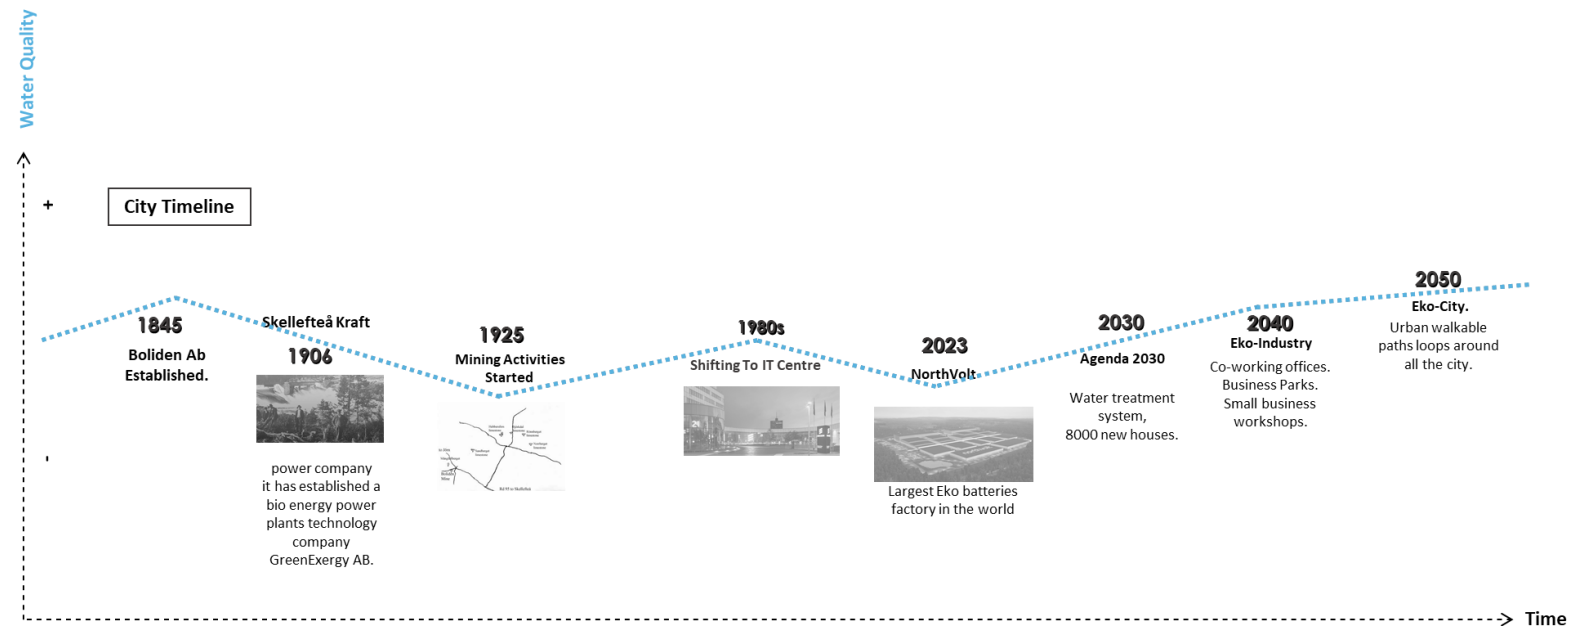 Water Quality
+
City Timeline
1845
Boliden Ab
Established.
Skellefteå Kraft
1906
power company
it has established a
bio energy power
plants technology
company
GreenExergy AB.
1925
Mining Activities
Started
1980s
Shifting To IT Centre
2023
NorthVolt
Largest Eko batteries
factory in the world
2030
Agenda 2030
Water treatment
system,
8000 new houses.
2040
Eko-Industry
Co-working offices.
Business Parks.
Small business
workshops.
2050
Eko-City.
Urban walkable
paths loops around
all the city.
'
Time